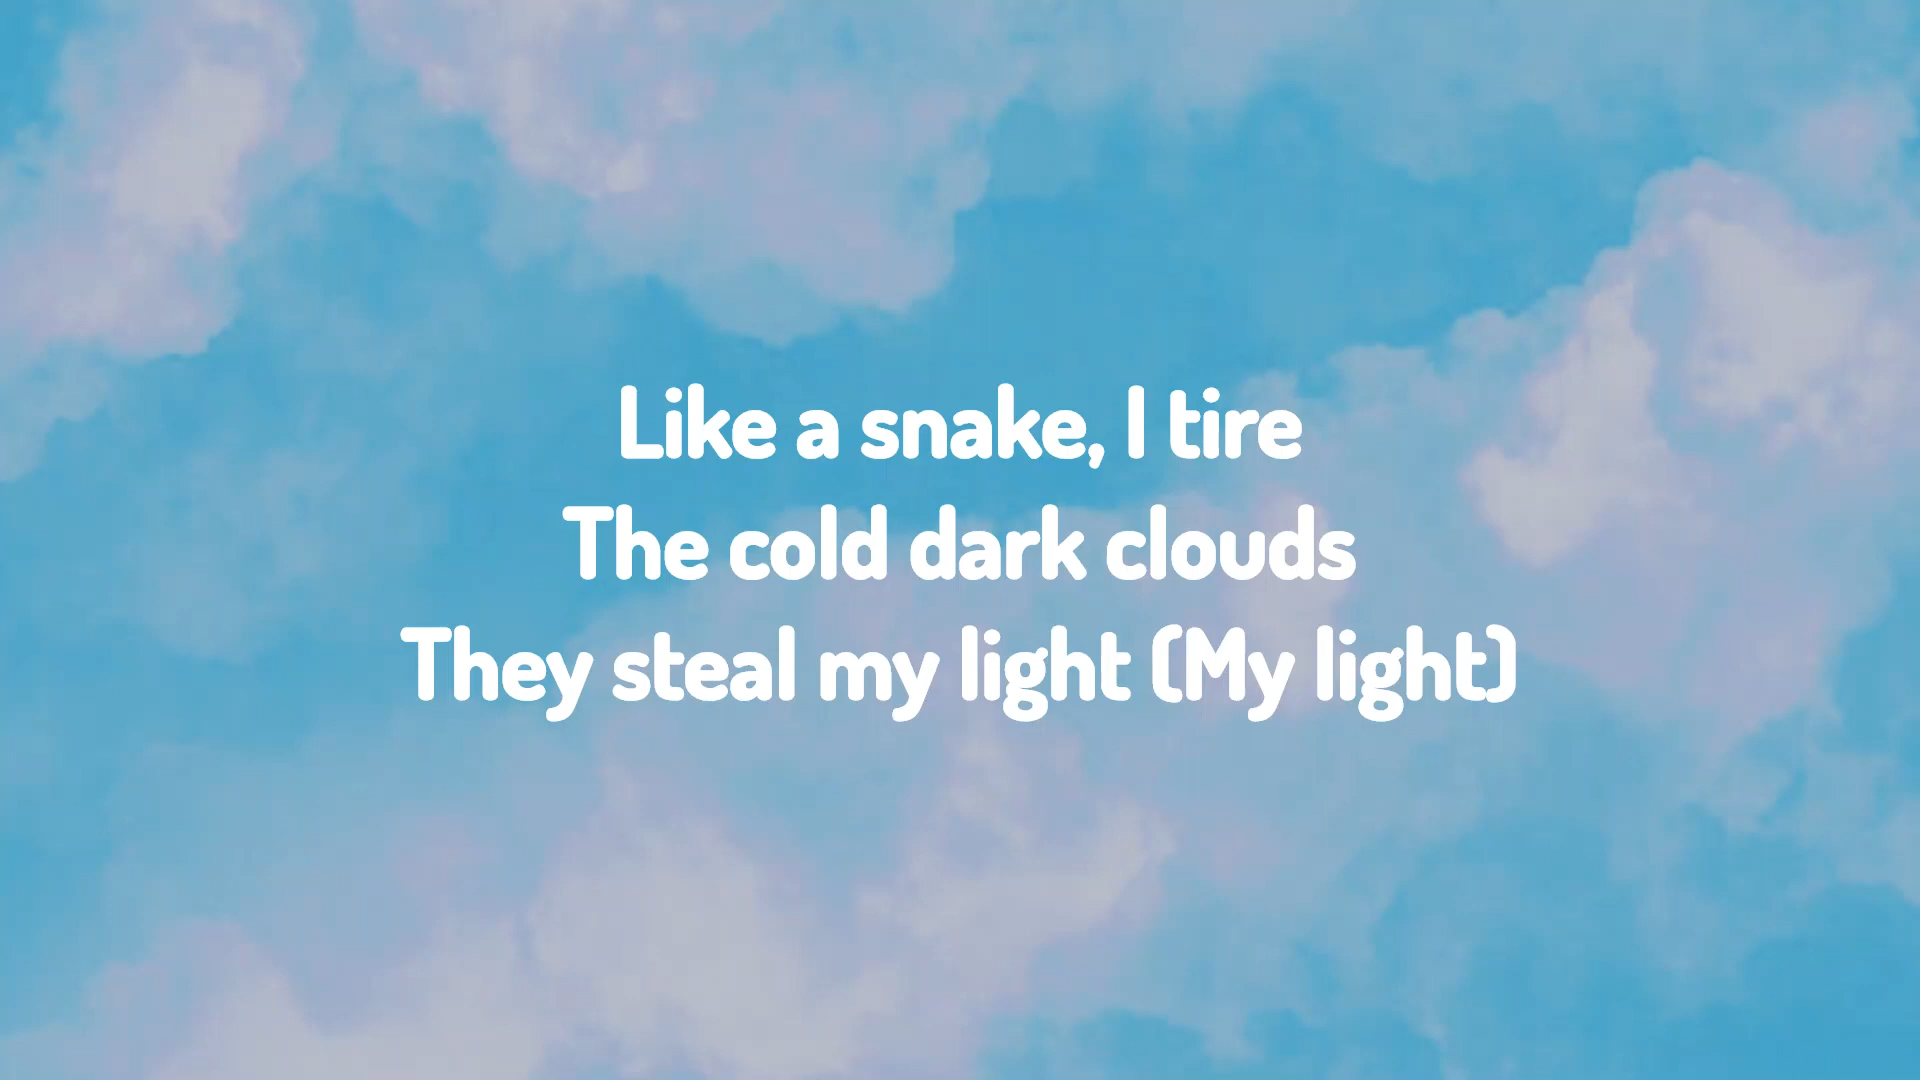 Like a snake, I tire
The cold dark clouds
They steal my light (My light)